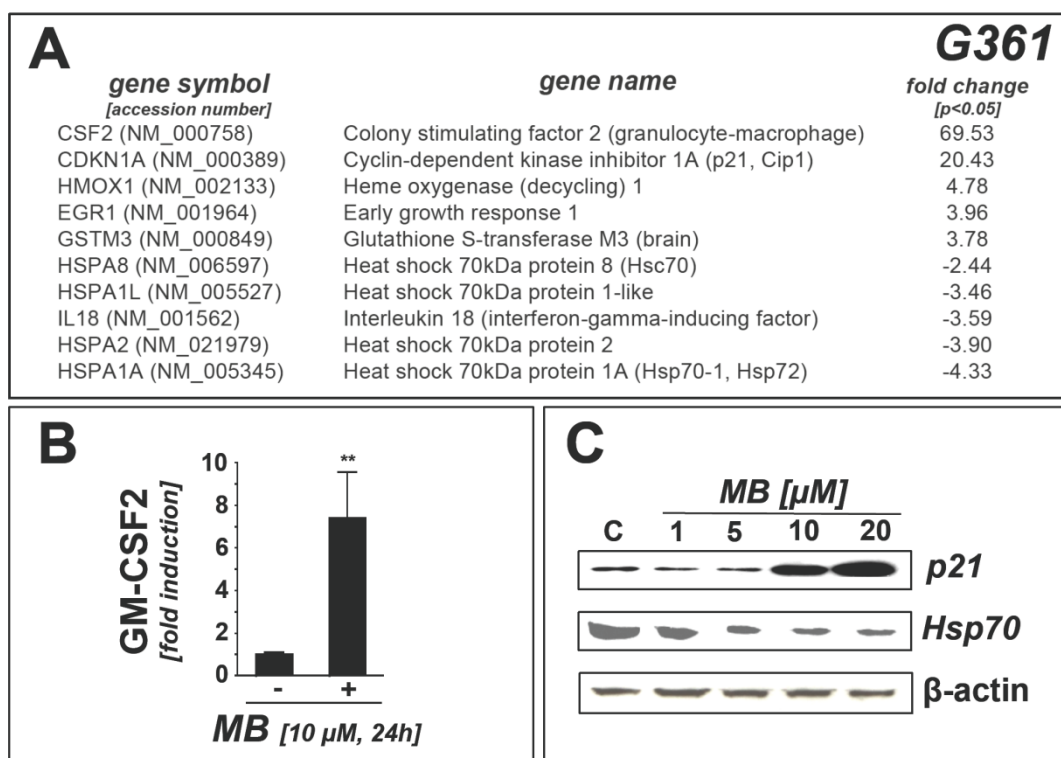 A
G361
gene symbol gene name fold change
[accession number] [p<0.05]
CSF2 (NM_000758) Colony stimulating factor 2 (granulocyte-macrophage) 69.53
CDKN1A (NM_000389) Cyclin-dependent kinase inhibitor 1A (p21, Cip1) 20.43
HMOX1 (NM_002133) Heme oxygenase (decycling) 1 4.78
EGR1 (NM_001964) Early growth response 1 3.96
GSTM3 (NM_000849) Glutathione S-transferase M3 (brain) 3.78
HSPA8 (NM_006597) Heat shock 70kDa protein 8 (Hsc70) -2.44
HSPA1L (NM_005527) Heat shock 70kDa protein 1-like -3.46
IL18 (NM_001562) Interleukin 18 (interferon-gamma-inducing factor) -3.59
HSPA2 (NM_021979) Heat shock 70kDa protein 2 -3.90
HSPA1A (NM_005345) Heat shock 70kDa protein 1A (Hsp70-1, Hsp72) -4.33
B
GM-CSF2
[fold induction]
10
8
6
4
2
0
**
- +
MB [10 µM, 24h]
C
MB [µM]
C 1 5 10 20
p21
Hsp70
β-actin